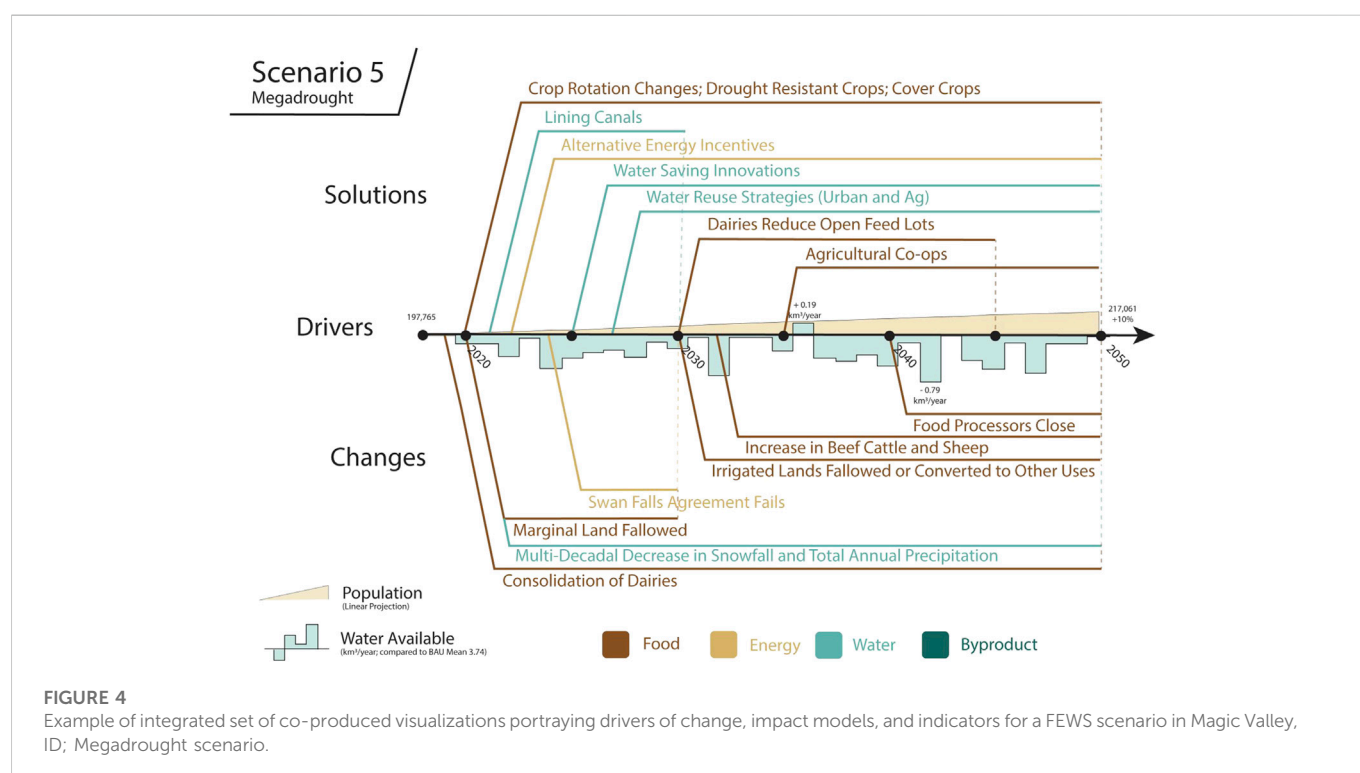 Scenario 5
Megadrought
Crop Rotation Changes; Drought Resistant Crops; Cover Crops
Lining Canals
Alternative Energy Incentives
Solutions
Water Saving Innovations
Water Reuse Strategies (Urban and Ag)
Dairies Reduce Open Feed Lots
Agricultural Co-ops
+ 0.19
km³/year
197,765
217,061
+10%
Drivers
2020
2030
2040
2050
- 0.79
km³/year
Food Processors Close
Increase in Beef Cattle and Sheep
Changes
Irrigated Lands Fallowed or Converted to Other Uses
Swan Falls Agreement Fails
Marginal Land Fallowed
Multi-Decadal Decrease in Snowfall and Total Annual Precipitation
Consolidation of Dairies
Population
(Linear Projection)
Water Available
(km³/year; compared to BAU Mean 3.74)
Food
Energy
Water
Byproduct
FIGURE 4
Example of integrated set of co-produced visualizations portraying drivers of change, impact models, and indicators for a FEWS scenario in Magic Valley,
ID; Megadrought scenario.